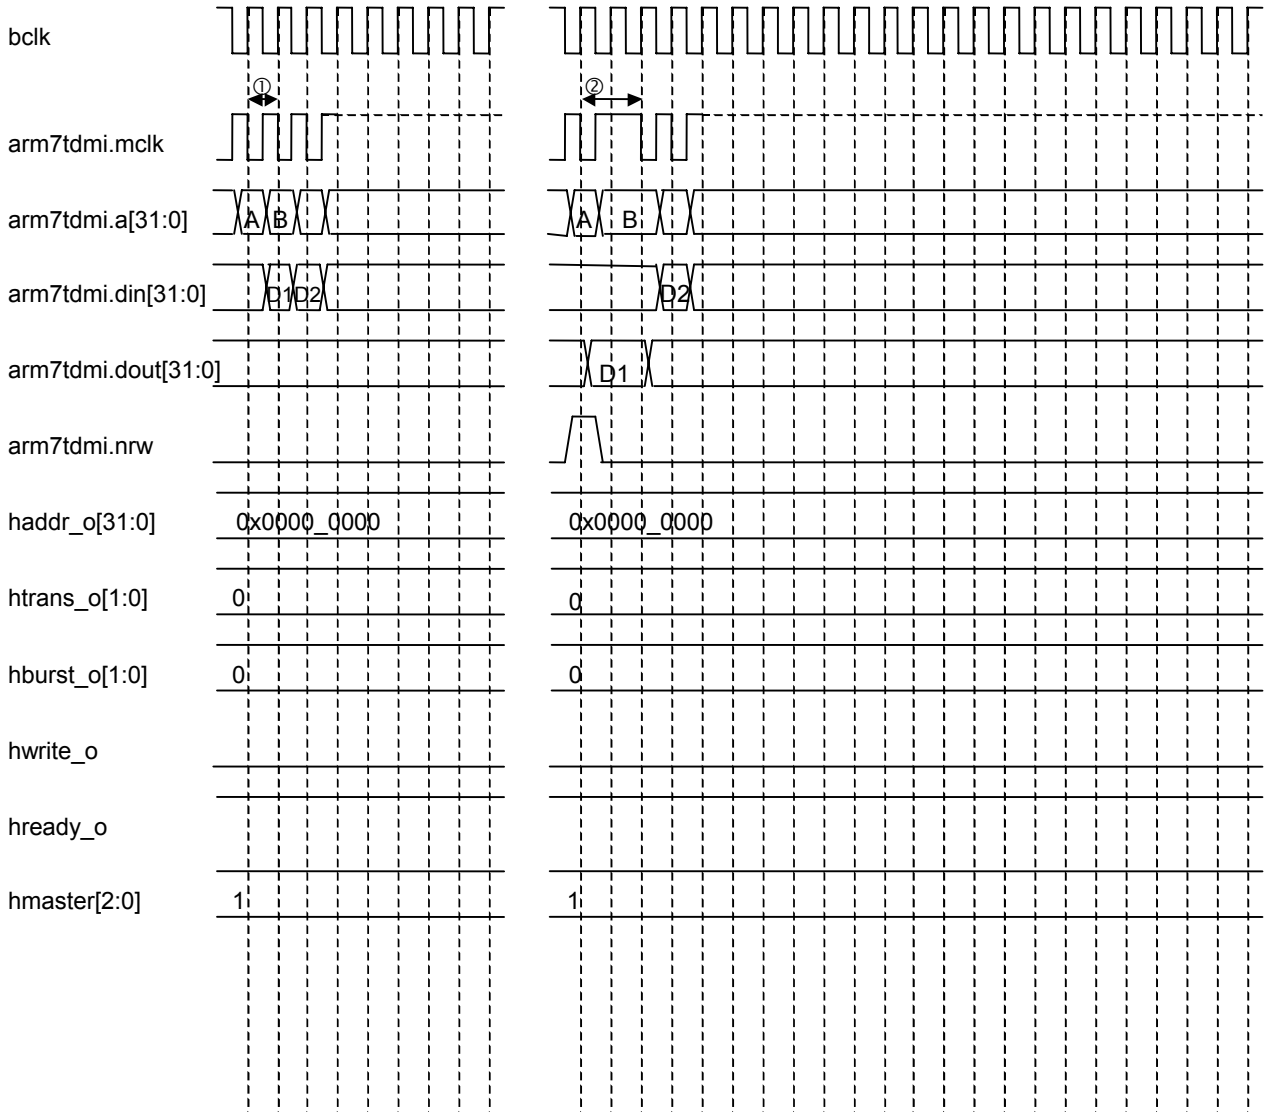 bclk
① ②
arm7tdmi.mclk
arm7tdmi.a[31:0] A B A B
arm7tdmi.din[31:0] D1 D2 D2
arm7tdmi.dout[31:0] D1
arm7tdmi.nrw
haddr_o[31:0] 0x0000_0000 0x0000_0000
htrans_o[1:0] 0 0
hburst_o[1:0] 0 0
hwrite_o
hready_o
hmaster[2:0] 1 1